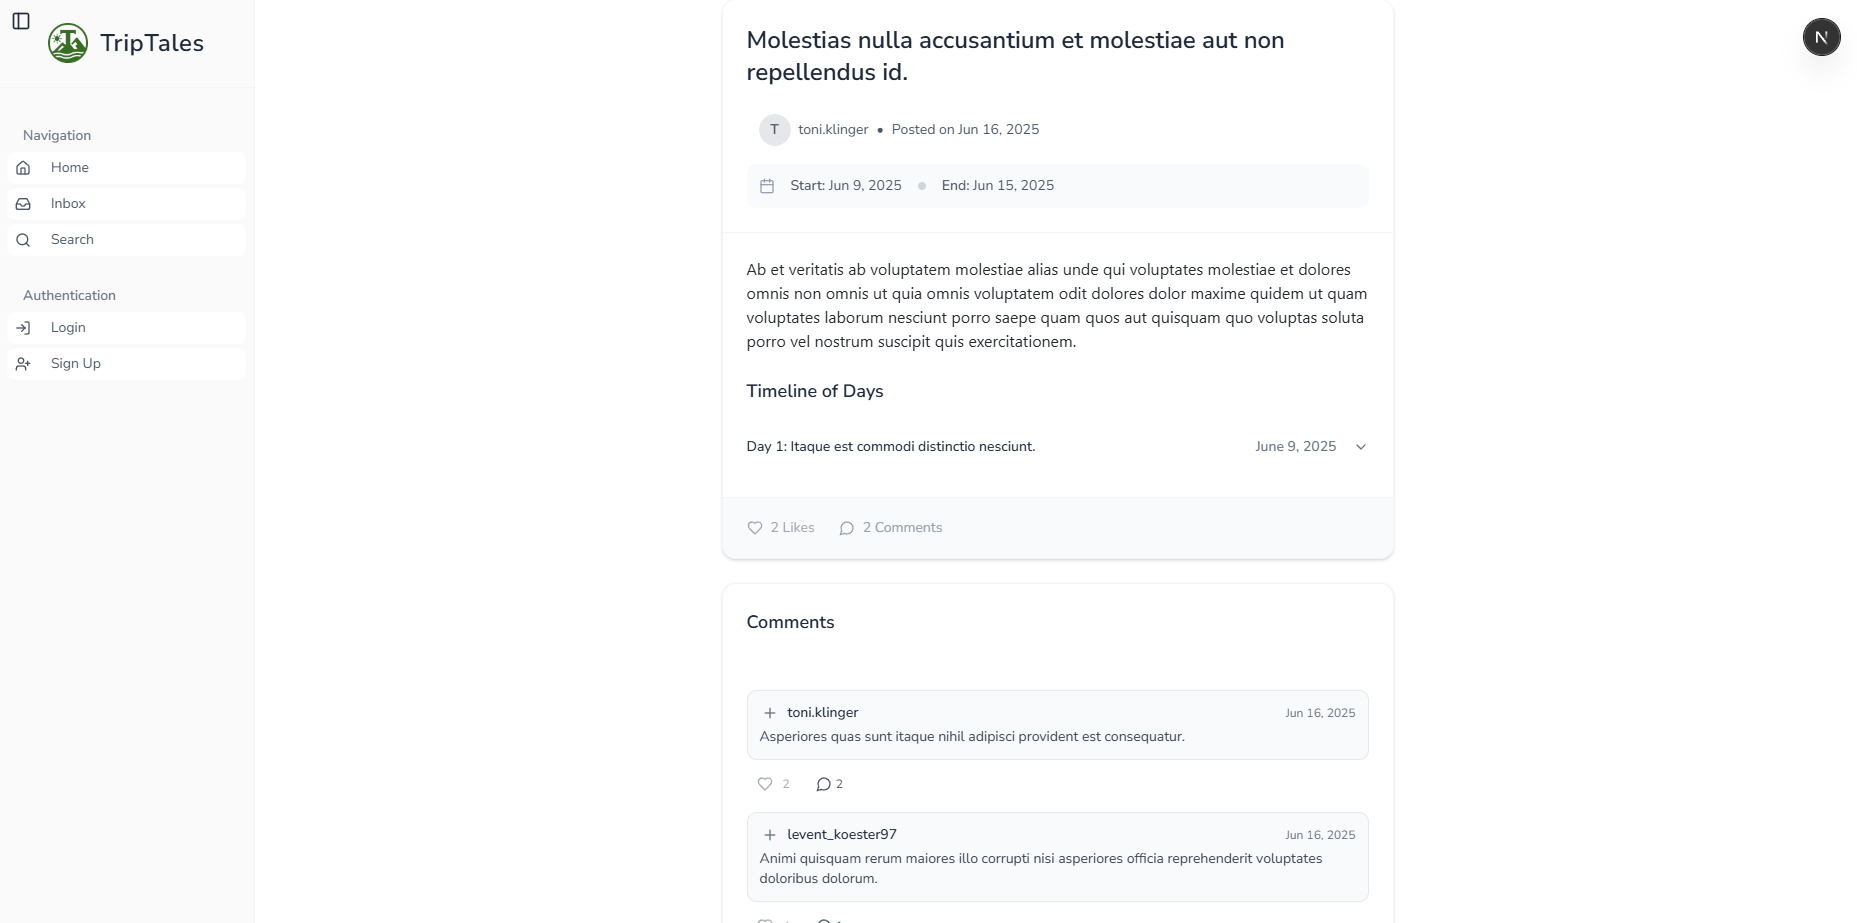 TripTales
Navigation
Home
Inbox
Search
Authentication
Login
Sign Up
N
Molestias nulla accusantium et molestiae aut non
repellendus id.
T toni.klinger • Posted on Jun 16, 2025
Start: Jun 9, 2025 End: Jun 15, 2025
Ab et veritatis ab voluptatem molestiae alias unde qui voluptates molestiae et dolores
omnis non omnis ut quia omnis voluptatem odit dolores dolor maxime quidem ut quam
voluptates laborum nesciunt porro saepe quam quos aut quisquam quo voluptas soluta
porro vel nostrum suscipit quis exercitationem.
Timeline of Days
Day 1: Itaque est commodi distinctio nesciunt. June 9, 2025
2 Likes 2 Comments
Comments
toni.klinger Jun 16, 2025
Asperiores quas sunt itaque nihil adipisci provident est consequatur.
2 2
levent_koester97 Jun 16, 2025
Animi quisquam rerum maiores illo corrupti nisi asperiores officia reprehenderit voluptates
doloribus dolorum.